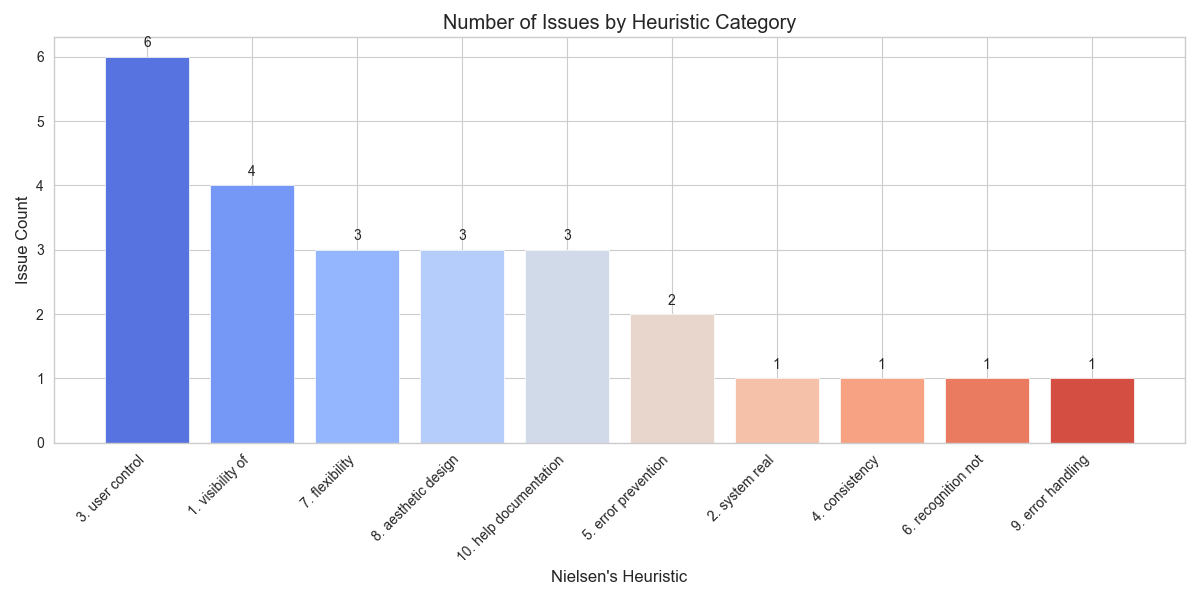 Number of Issues by Heuristic Category
Issue Count
6
5
4
3
2
1
0
6
4
3
3
3
2
1
1
1
1
3. user control
1. visibility of
7. flexibility
8. aesthetic design
10. help documentation
5. error prevention
2. system real
4. consistency
6. recognition not
9. error handling
Nielsen's Heuristic